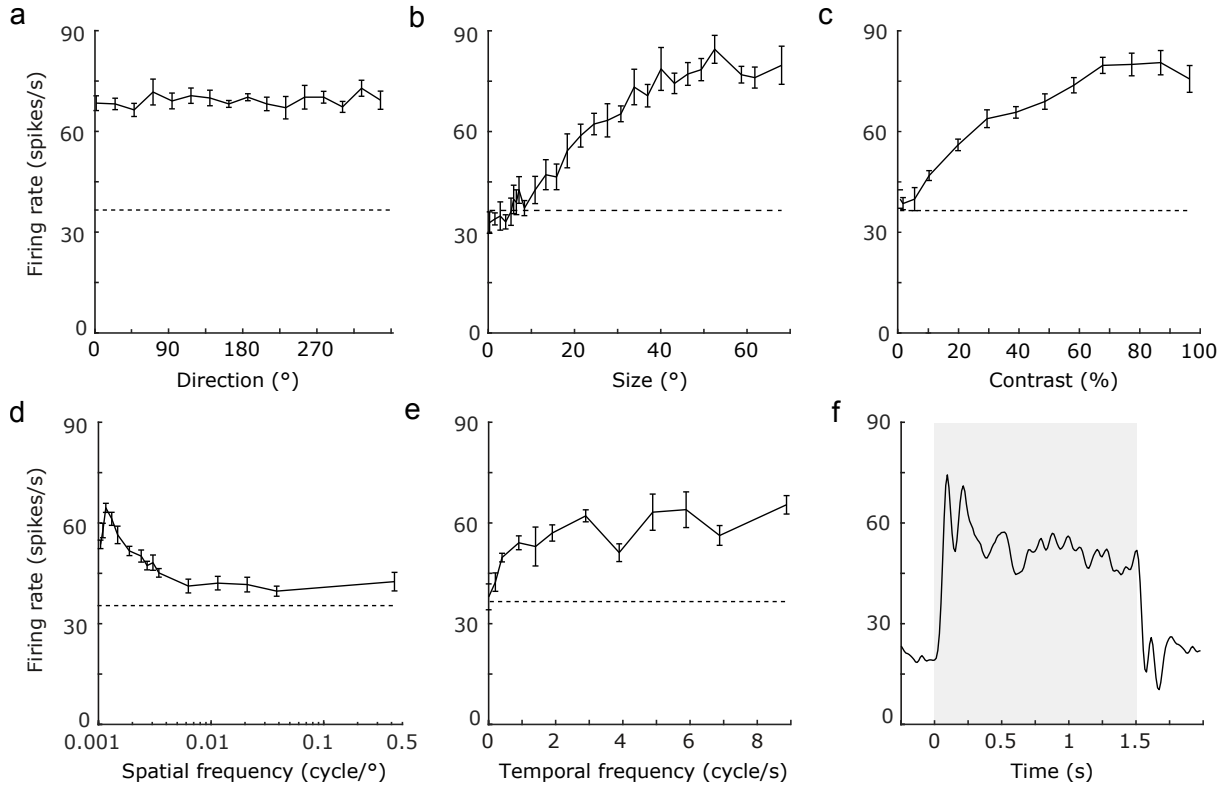 a
b
c
90
60
30
0
Firing rate (spikes/s)
0 90 180 270
Direction (°)
90
60
30
0
0 20 40 60
Size (°)
90
60
30
0
0 20 40 60 80 100
Contrast (%)
d
e
f
90
60
30
0
Firing rate (spikes/s)
0.001 0.01 0.1 0.5
Spatial frequency (cycle/°)
90
60
30
0
0 2 4 6 8
Temporal frequency (cycle/s)
90
60
30
0
0 0.5 1 1.5
Time (s)